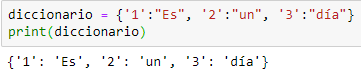 diccionario = {'1':"Es", '2':"un", '3':"día"}
print(diccionario)
{'1': 'Es', '2': 'un', '3': 'día'}